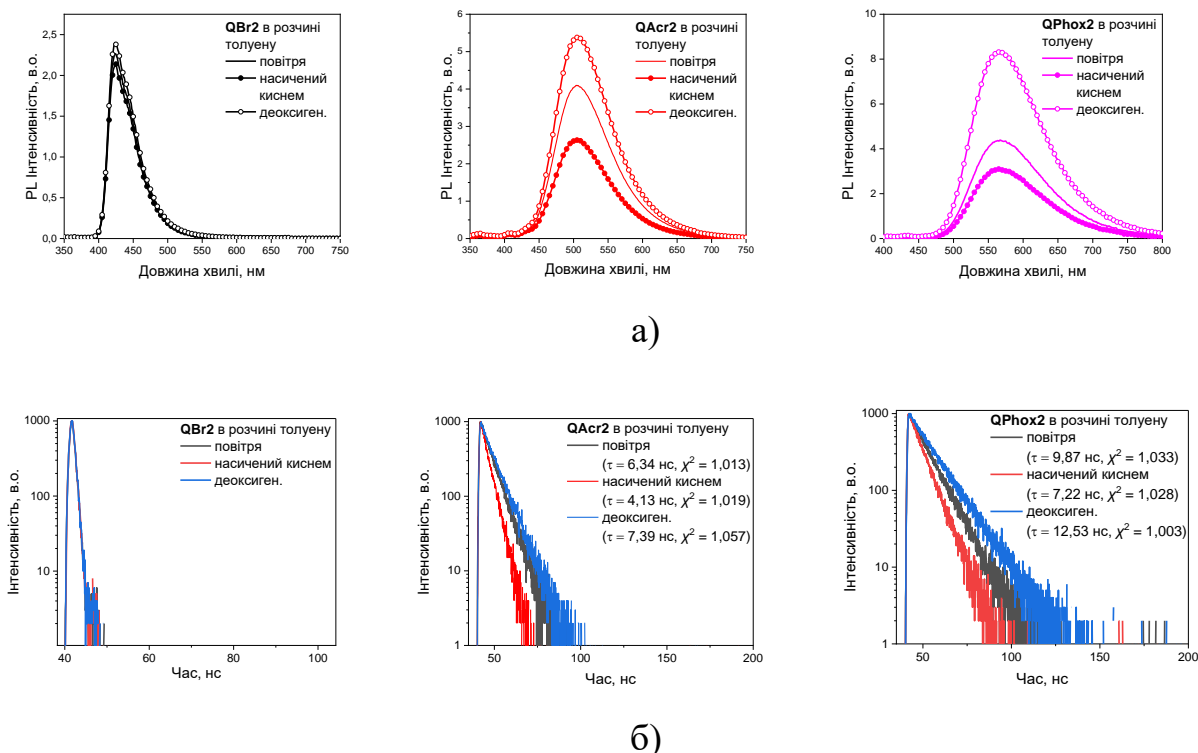 QBr2 в розчині
толуену
повітря
насичений
киснем
деоксиген.
PL Інтенсивність, в.о.
2,5
2,0
1,5
1,0
0,5
0,0
350 400 450 500 550 600 650 700 750
Довжина хвилі, нм
QAcr2 в розчині
толуену
повітря
насичений
киснем
деоксиген.
PL Інтенсивність, в.о.
6
5
4
3
2
1
0
350 400 450 500 550 600 650 700 750
Довжина хвилі, нм
QPhox2 в розчині
толуену
повітря
насичений
киснем
деоксиген.
PL Інтенсивність, в.о.
10
8
6
4
2
0
400 450 500 550 600 650 700 750 800
Довжина хвилі, нм
а)
QBr2 в розчині толуену
повітря
насичений киснем
деоксиген.
Інтенсивність, в.о.
1000
100
10
40 60 80 100
Час, нс
QAcr2 в розчині толуену
повітря
(τ = 6,34 нс, χ² = 1,013)
насичений киснем
(τ = 4,13 нс, χ² = 1,019)
деоксиген.
(τ = 7,39 нс, χ² = 1,057)
Інтенсивність, в.о.
1000
100
10
1
50 100 150 200
Час, нс
QPhox2 в розчині толуену
повітря
(τ = 9,87 нс, χ² = 1,033)
насичений киснем
(τ = 7,22 нс, χ² = 1,028)
деоксиген.
(τ = 12,53 нс, χ² = 1,003)
Інтенсивність, в.о.
1000
100
10
1
50 100 150 200
Час, нс
б)